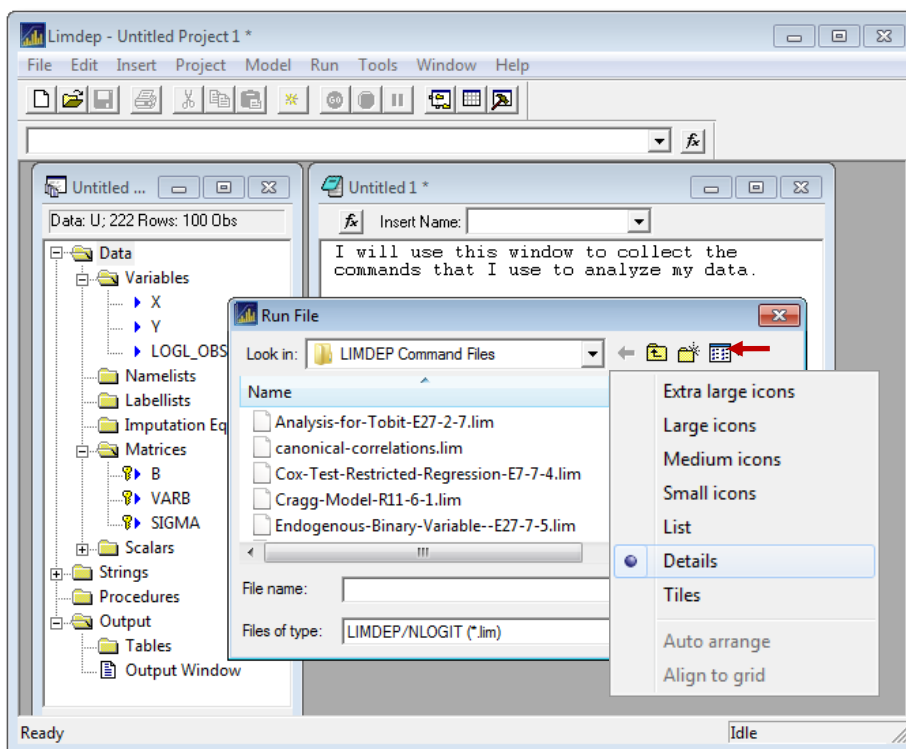 Limdep - Untitled Project 1 *
File Edit Insert Project Model Run Tools Window Help
GO
fx
Untitled ...
Data: U; 222 Rows: 100 Obs
Data
Variables
X
Y
LOGL_OBS
Namelists
Labellists
Imputation Eq
Matrices
B
VARB
SIGMA
Scalars
Strings
Procedures
Output
Tables
Output Window
Untitled 1 *
fx Insert Name:
I will use this window to collect the
commands that I use to analyze my data.
Run File
Look in: LIMDEP Command Files
Name
Analysis-for-Tobit-E27-2-7.lim
canonical-correlations.lim
Cox-Test-Restricted-Regression-E7-7-4.lim
Cragg-Model-R11-6-1.lim
Endogenous-Binary-Variable--E27-7-5.lim
File name:
Files of type: LIMDEP/NLOGIT (*.lim)
Extra large icons
Large icons
Medium icons
Small icons
List
Details
Tiles
Auto arrange
Align to grid
Ready Idle